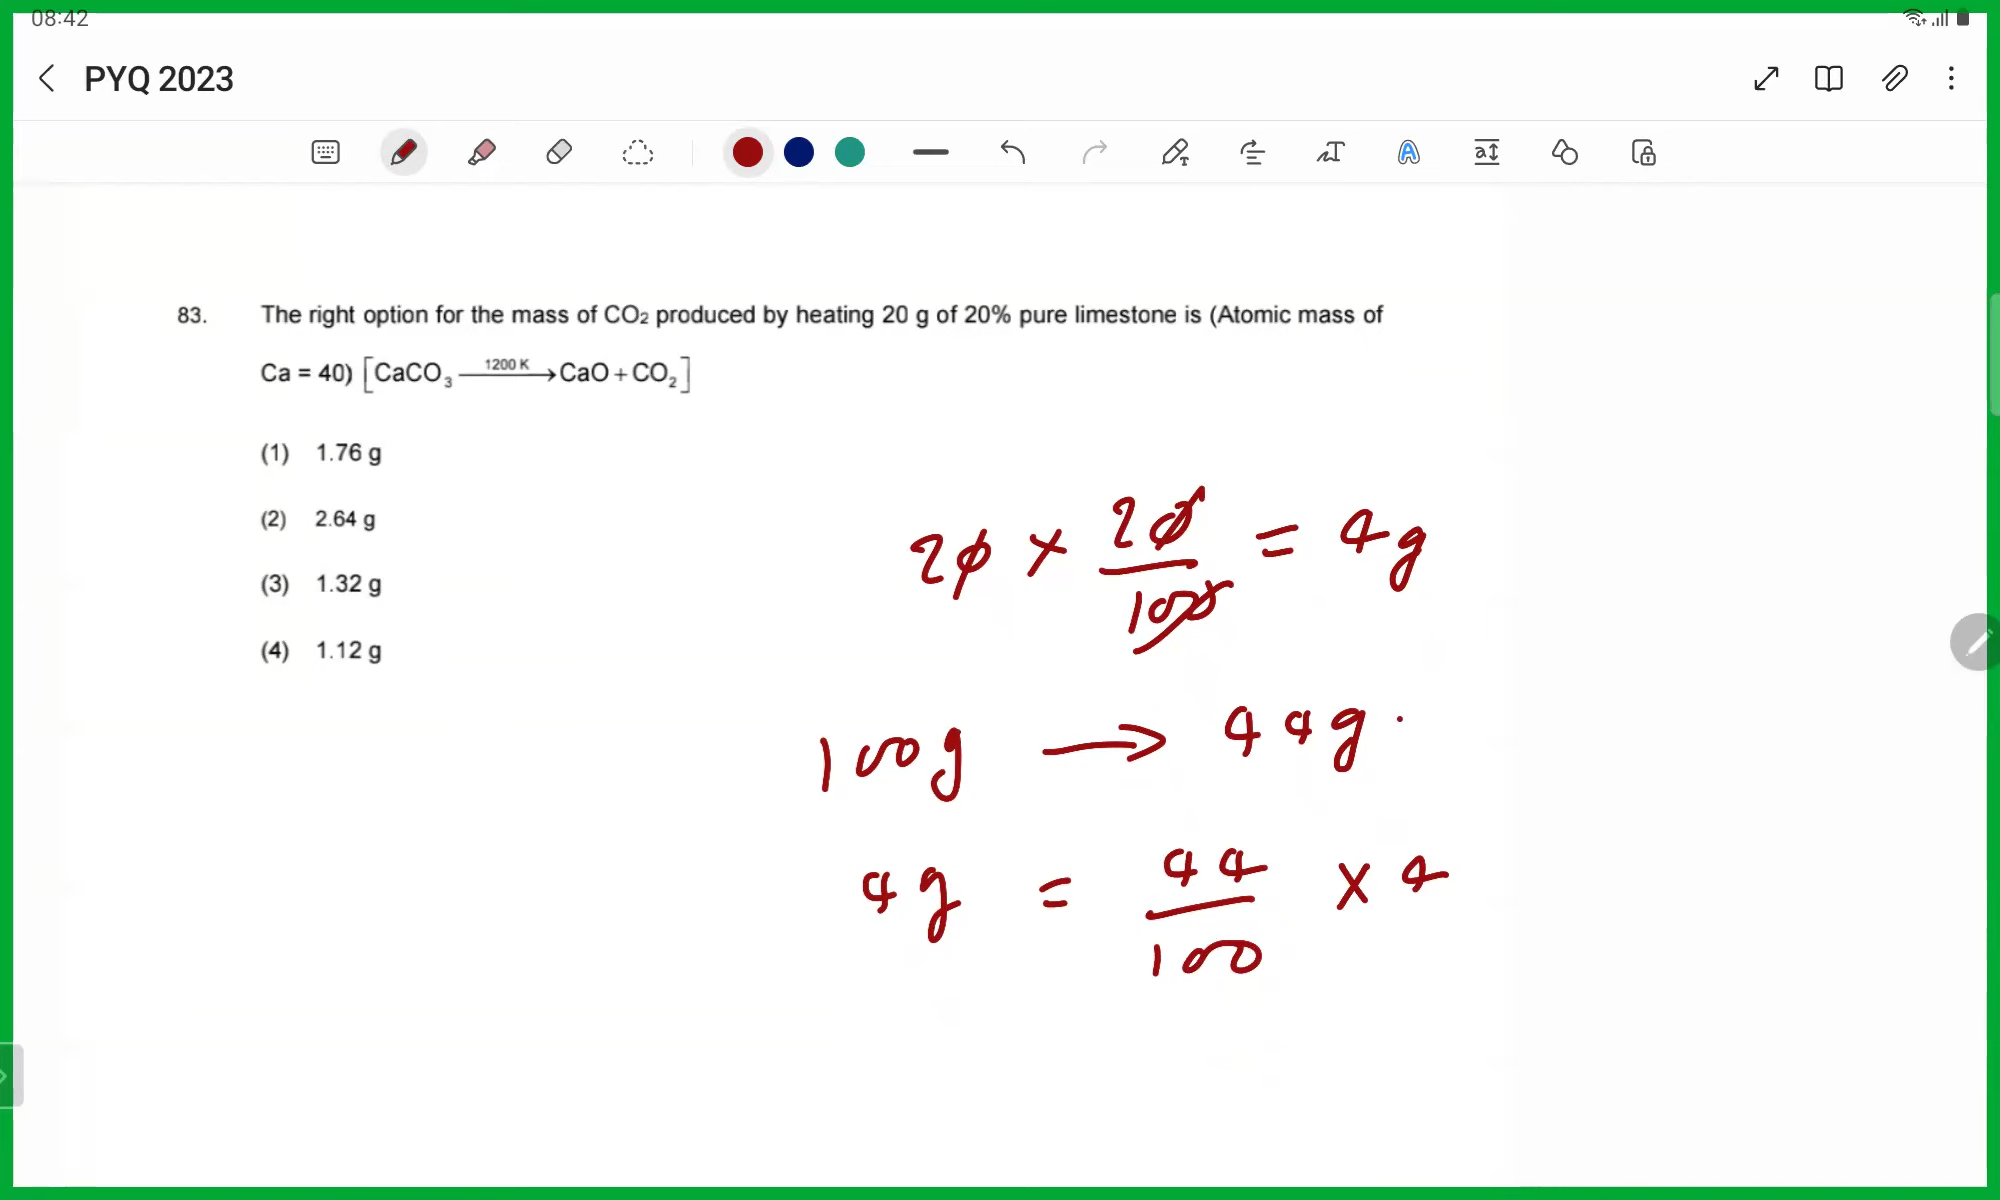 08:42
PYQ 2023
83. The right option for the mass of CO₂ produced by heating 20 g of 20% pure limestone is (Atomic mass of
Ca = 40) [CaCO₃ —1200 K→ CaO + CO₂]
(1) 1.76 g
(2) 2.64 g
(3) 1.32 g
(4) 1.12 g
20 × 20/100 = 4g
100g → 44g.
4g = 44/100 × 4